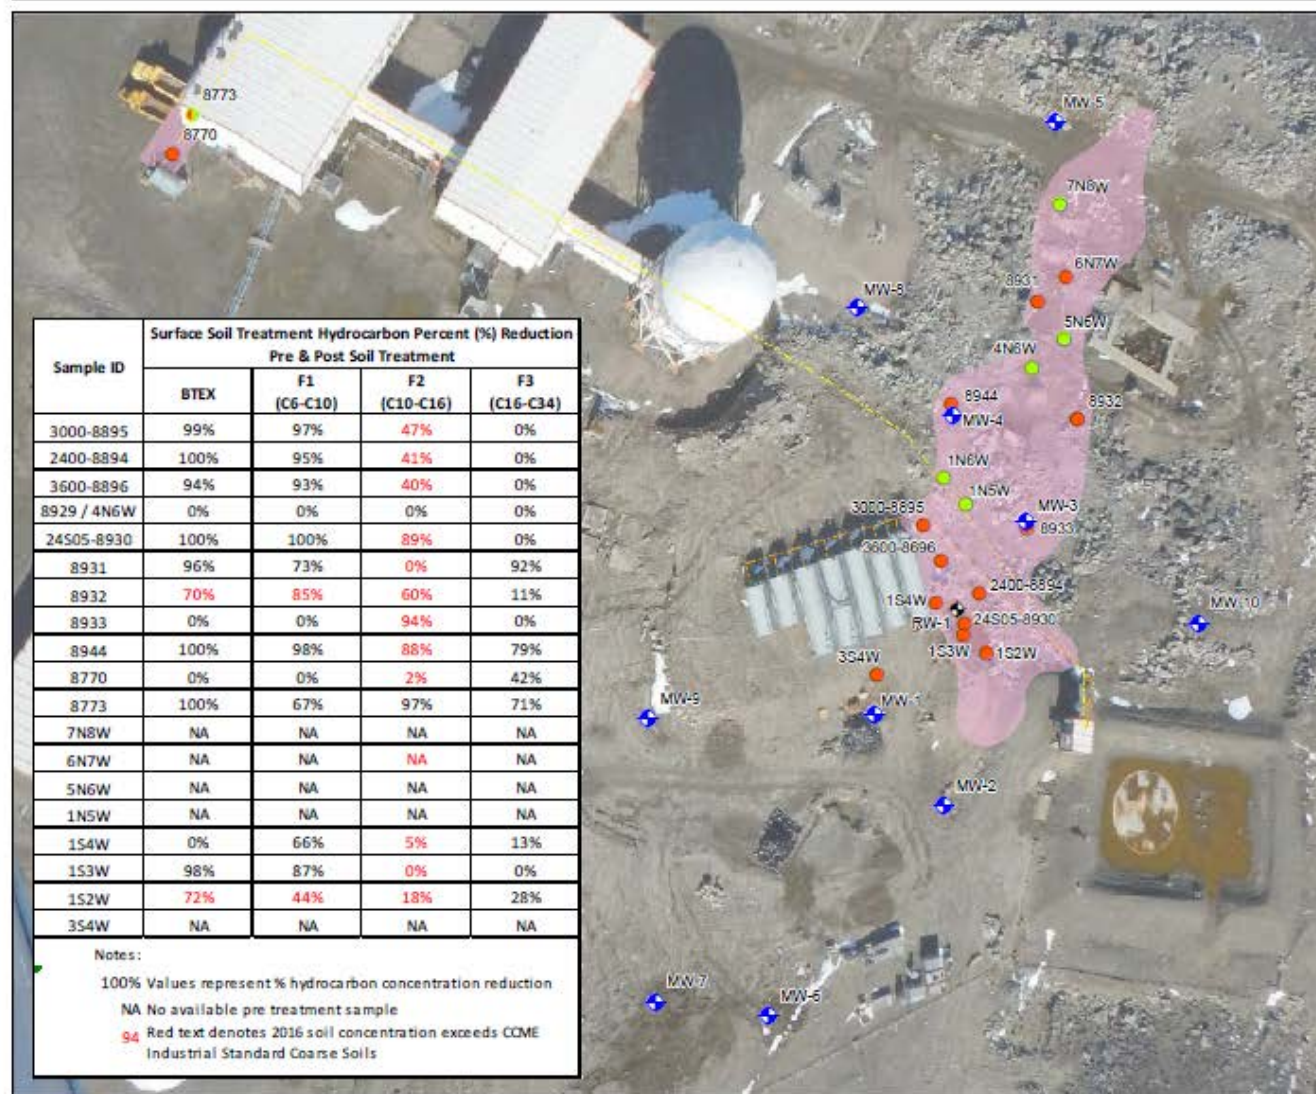 8773
8770
MW-5
7N8W
6N7W
8931
MW-8
5N6W
4N6W
8944
MW-4
8932
1N6W
1N5W
3000-8895
MW-3
8933
3600-8696
2400-8894
1S4W
RW-1
24S05-8930
MW-10
1S3W
1S2W
3S4W
MW-9
MW-1
MW-2
MW-7
MW-6
Sample ID
Surface Soil Treatment Hydrocarbon Percent (%) Reduction
Pre & Post Soil Treatment
BTEX F1 (C6-C10) F2 (C10-C16) F3 (C16-C34)
3000-8895 99% 97% 47% 0%
2400-8894 100% 95% 41% 0%
3600-8896 94% 93% 40% 0%
8929 / 4N6W 0% 0% 0% 0%
24S05-8930 100% 100% 89% 0%
8931 96% 73% 0% 92%
8932 70% 85% 60% 11%
8933 0% 0% 94% 0%
8944 100% 98% 88% 79%
8770 0% 0% 2% 42%
8773 100% 67% 97% 71%
7N8W NA NA NA NA
6N7W NA NA NA NA
5N6W NA NA NA NA
1N5W NA NA NA NA
1S4W 0% 66% 5% 13%
1S3W 98% 87% 0% 0%
1S2W 72% 44% 18% 28%
3S4W NA NA NA NA
Notes:
100% Values represent % hydrocarbon concentration reduction
NA No available pre treatment sample
94 Red text denotes 2016 soil concentration exceeds CCME
Industrial Standard Coarse Soils